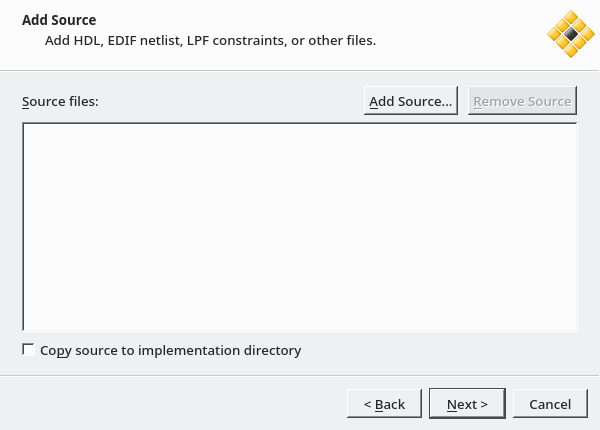 Add Source
Add HDL, EDIF netlist, LPF constraints, or other files.
Source files:
Add Source...
Remove Source
Copy source to implementation directory
< Back
Next >
Cancel